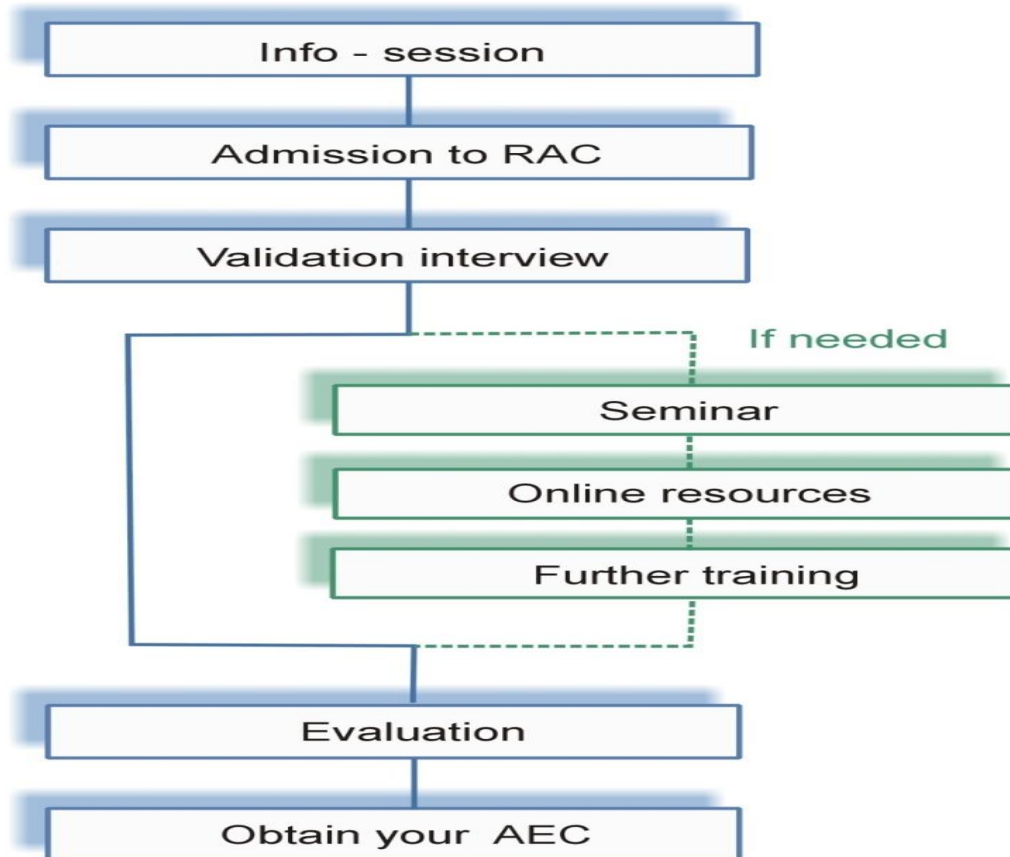 Info - session
Admission to RAC
Validation interview
If needed
Seminar
Online resources
Further training
Evaluation
Obtain your AEC